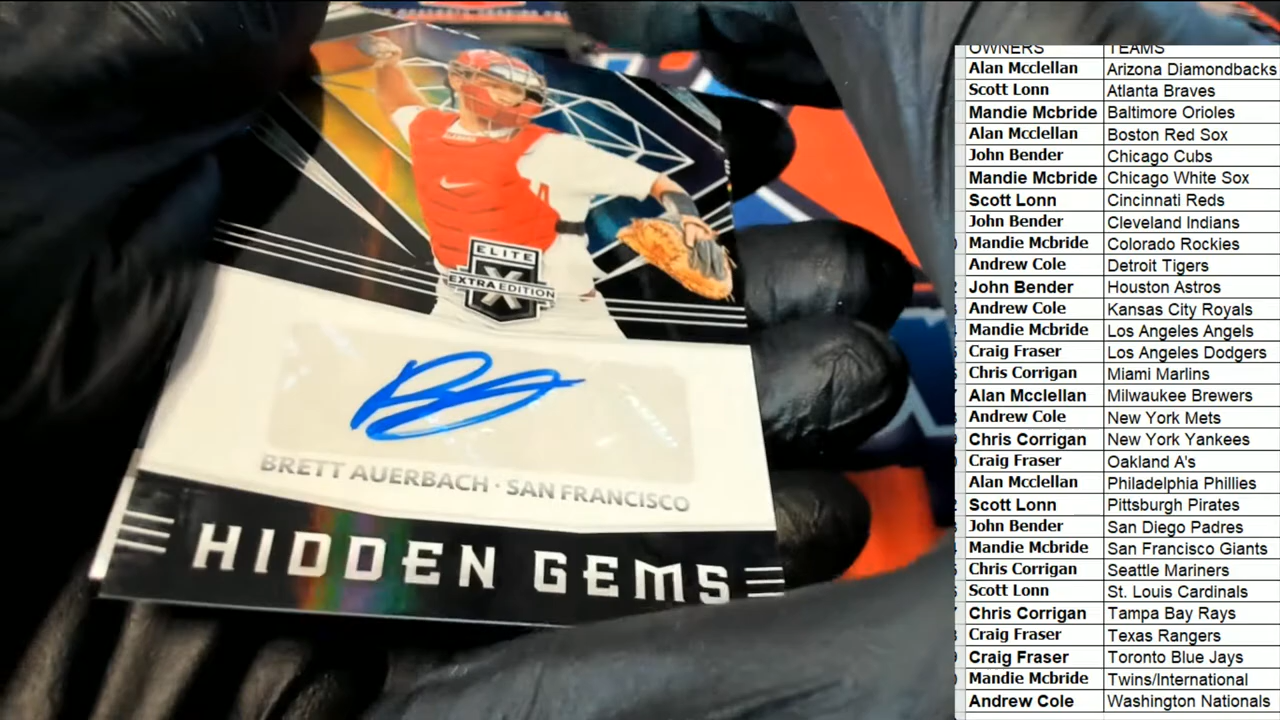 ELITE
X
EXTRA EDITION
BRETT AUERBACH · SAN FRANCISCO
HIDDEN GEMS
OWNERS TEAMS
Alan Mcclellan Arizona Diamondbacks
Scott Lonn Atlanta Braves
Mandie Mcbride Baltimore Orioles
Alan Mcclellan Boston Red Sox
John Bender Chicago Cubs
Mandie Mcbride Chicago White Sox
Scott Lonn Cincinnati Reds
John Bender Cleveland Indians
Mandie Mcbride Colorado Rockies
Andrew Cole Detroit Tigers
John Bender Houston Astros
Andrew Cole Kansas City Royals
Mandie Mcbride Los Angeles Angels
Craig Fraser Los Angeles Dodgers
Chris Corrigan Miami Marlins
Alan Mcclellan Milwaukee Brewers
Andrew Cole New York Mets
Chris Corrigan New York Yankees
Craig Fraser Oakland A's
Alan Mcclellan Philadelphia Phillies
Scott Lonn Pittsburgh Pirates
John Bender San Diego Padres
Mandie Mcbride San Francisco Giants
Chris Corrigan Seattle Mariners
Scott Lonn St. Louis Cardinals
Chris Corrigan Tampa Bay Rays
Craig Fraser Texas Rangers
Craig Fraser Toronto Blue Jays
Mandie Mcbride Twins/International
Andrew Cole Washington Nationals